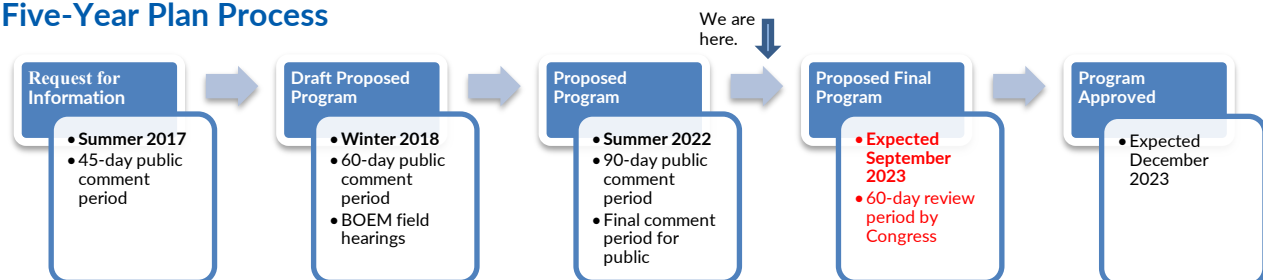 Five-Year Plan Process
We are
here.
Request for
Information
• Summer 2017
• 45-day public
comment
period
Draft Proposed
Program
• Winter 2018
• 60-day public
comment
period
• BOEM field
hearings
Proposed
Program
• Summer 2022
• 90-day public
comment
period
• Final comment
period for
public
Proposed Final
Program
• Expected
September
2023
• 60-day review
period by
Congress
Program
Approved
• Expected
December
2023